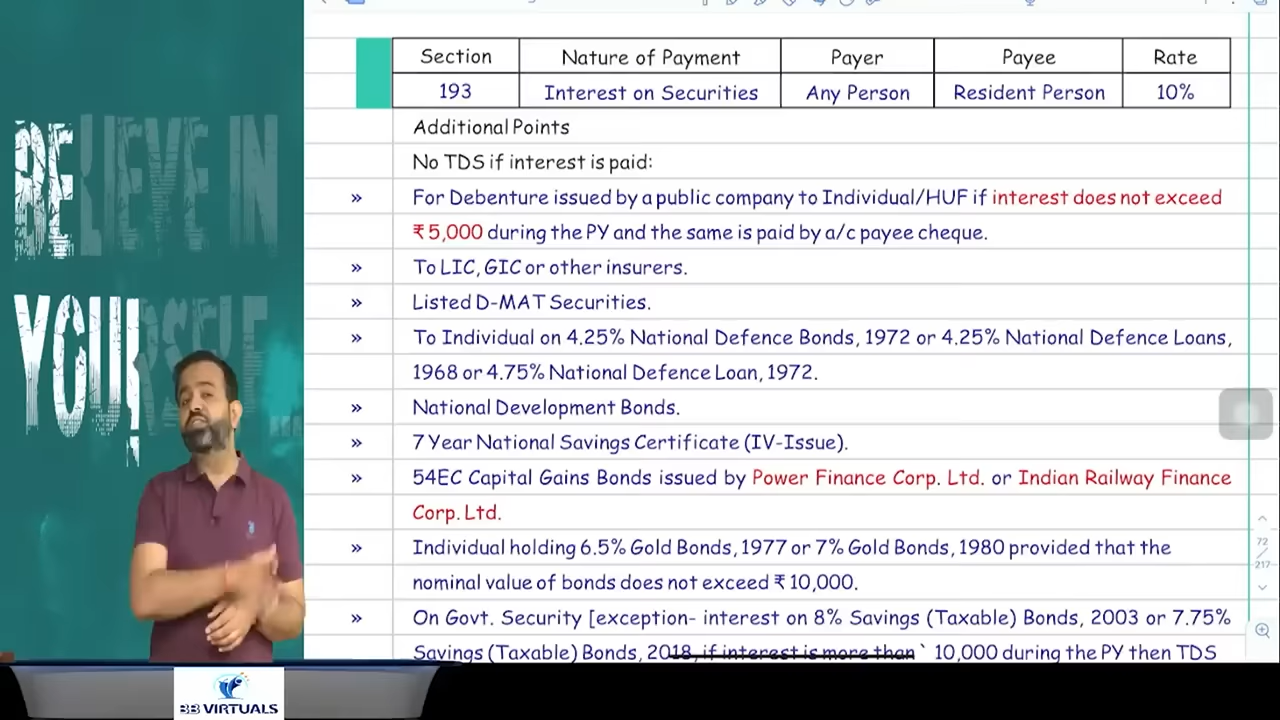 BELIEVE IN
YOURSELF
Section Nature of Payment Payer Payee Rate
193 Interest on Securities Any Person Resident Person 10%
Additional Points
No TDS if interest is paid:
» For Debenture issued by a public company to Individual/HUF if interest does not exceed
₹ 5,000 during the PY and the same is paid by a/c payee cheque.
» To LIC, GIC or other insurers.
» Listed D-MAT Securities.
» To Individual on 4.25% National Defence Bonds, 1972 or 4.25% National Defence Loans,
1968 or 4.75% National Defence Loan, 1972.
» National Development Bonds.
» 7 Year National Savings Certificate (IV-Issue).
» 54EC Capital Gains Bonds issued by Power Finance Corp. Ltd. or Indian Railway Finance
Corp. Ltd.
» Individual holding 6.5% Gold Bonds, 1977 or 7% Gold Bonds, 1980 provided that the
nominal value of bonds does not exceed ₹ 10,000.
» On Govt. Security [exception- interest on 8% Savings (Taxable) Bonds, 2003 or 7.75%
Savings (Taxable) Bonds, 2018, if interest is more than ` 10,000 during the PY then TDS
72
217
BB VIRTUALS